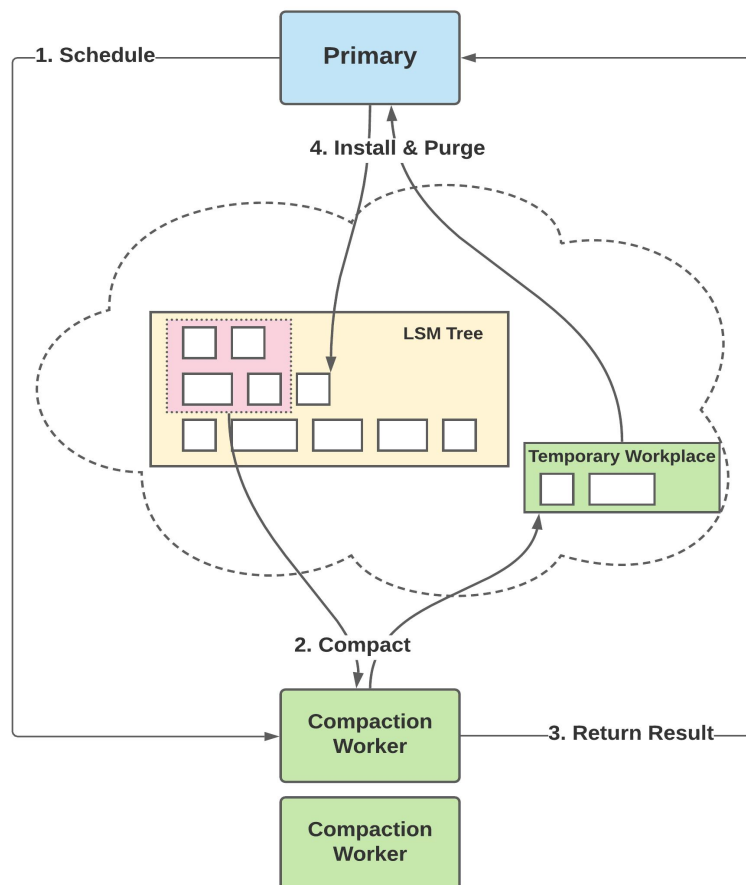 Primary
1. Schedule
4. Install & Purge
LSM Tree
Temporary Workplace
2. Compact
Compaction
Worker
3. Return Result
Compaction
Worker